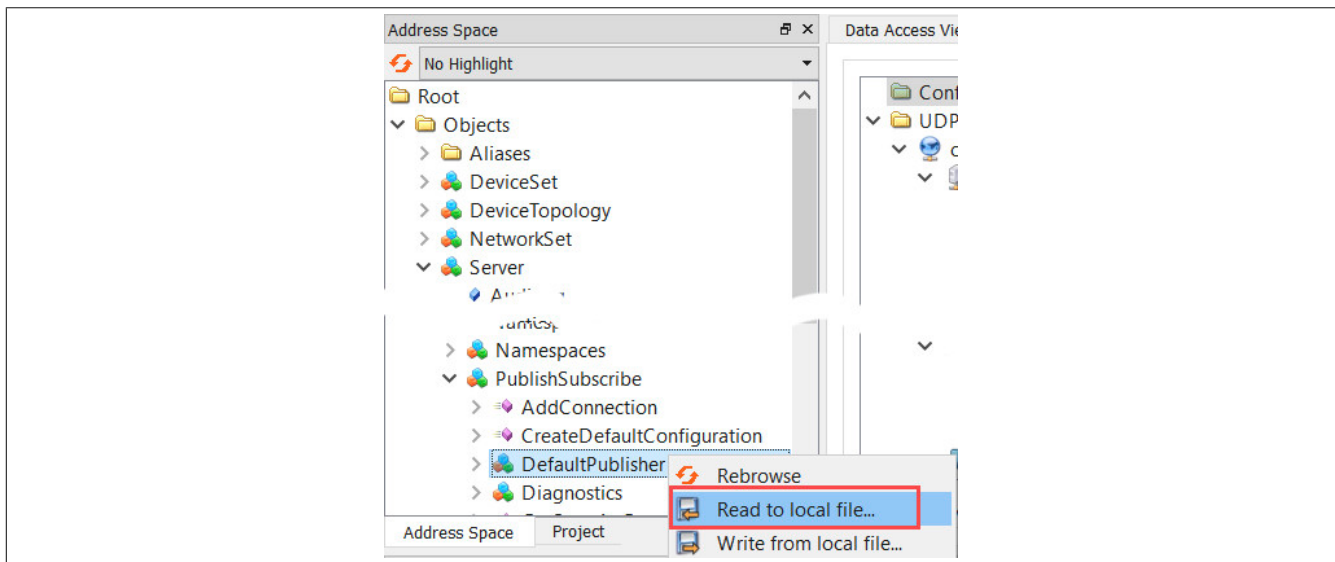 Address Space
Data Access Vie
No Highlight
Root
Objects
Aliases
DeviceSet
DeviceTopology
NetworkSet
Server
Namespaces
PublishSubscribe
AddConnection
CreateDefaultConfiguration
DefaultPublisher
Diagnostics
Conf
UDP
Rebrowse
Read to local file...
Write from local file...
Address Space
Project